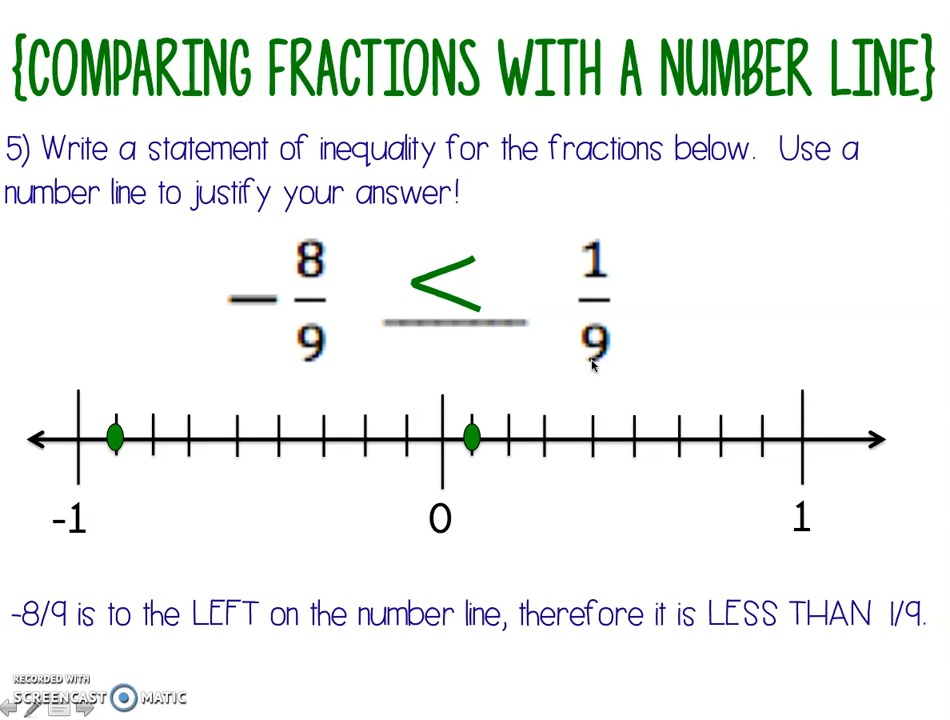 {COMPARING FRACTIONS WITH A NUMBER LINE}
5) Write a statement of inequality for the fractions below. Use a
number line to justify your answer!
− 8/9 < 1/9
-1 0 1
-8/9 is to the LEFT on the number line, therefore it is LESS THAN 1/9.
RECORDED WITH
SCREENCAST MATIC